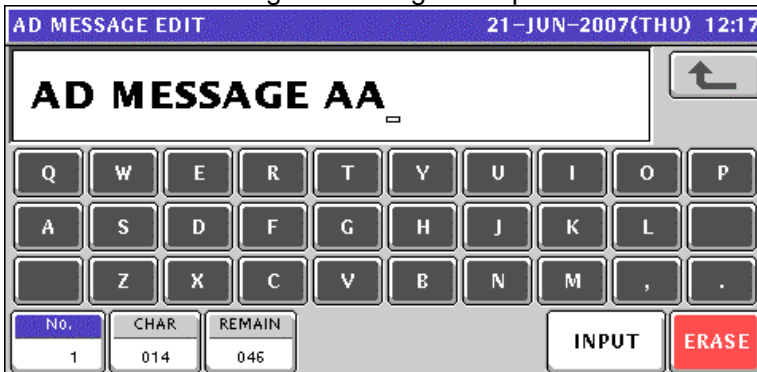 AD MESSAGE EDIT 21-JUN-2007(THU) 12:17
AD MESSAGE AA_
Q W E R T Y U I O P
A S D F G H J K L
Z X C V B N M , .
No. CHAR REMAIN
1 014 046 INPUT ERASE